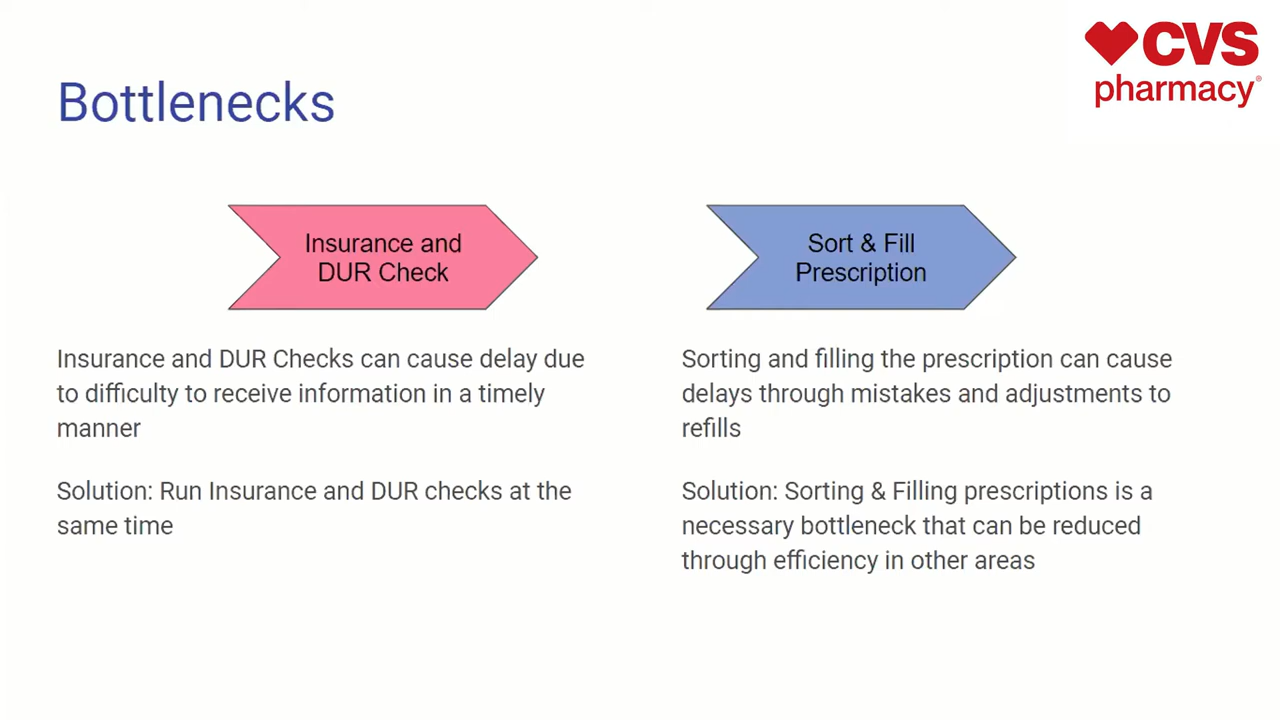 CVS
pharmacy®
Bottlenecks
Insurance and
DUR Check
Insurance and DUR Checks can cause delay due
to difficulty to receive information in a timely
manner
Solution: Run Insurance and DUR checks at the
same time
Sort & Fill
Prescription
Sorting and filling the prescription can cause
delays through mistakes and adjustments to
refills
Solution: Sorting & Filling prescriptions is a
necessary bottleneck that can be reduced
through efficiency in other areas